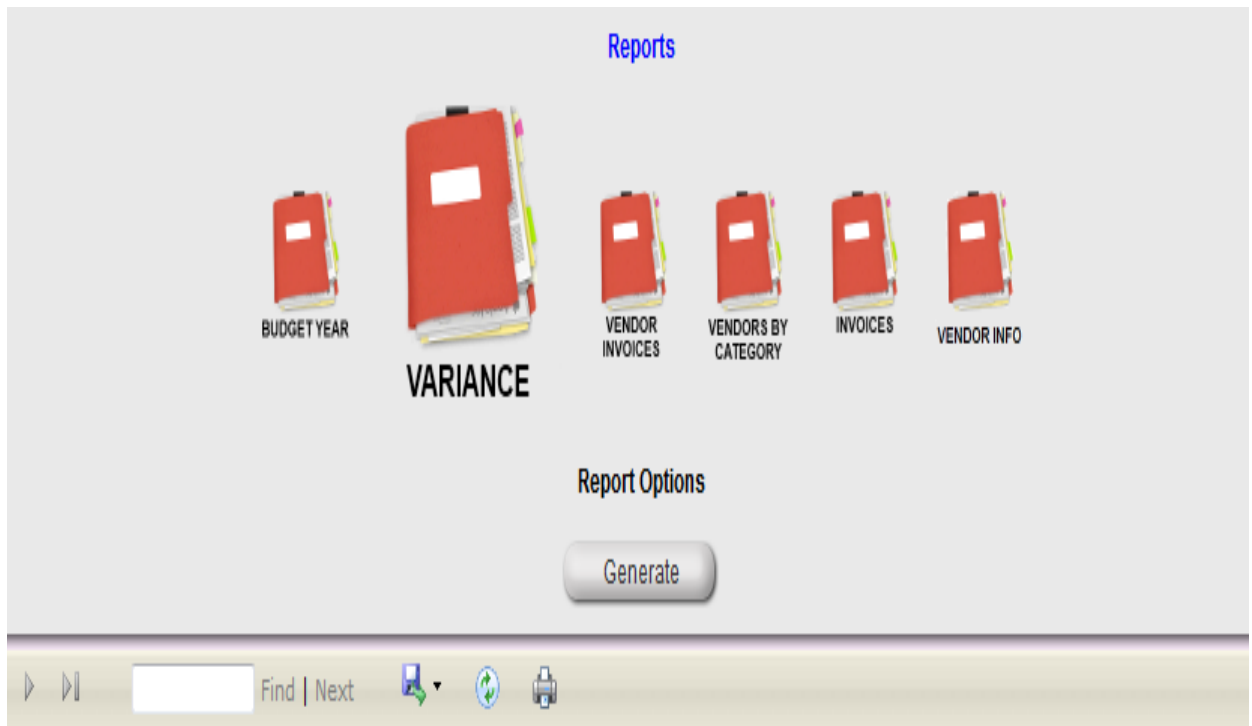 Reports
BUDGET YEAR
VARIANCE
VENDOR
INVOICES
VENDORS BY
CATEGORY
INVOICES
VENDOR INFO
Report Options
Generate
Find | Next